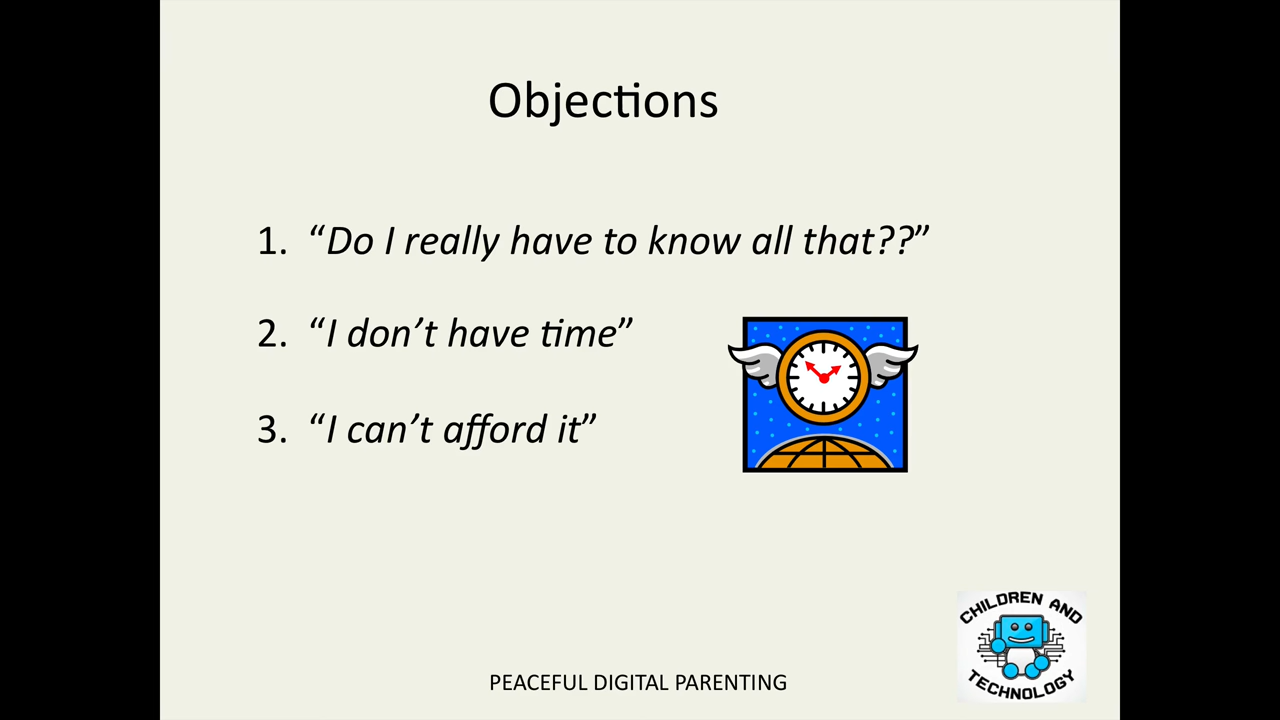 Objections
1. “Do I really have to know all that??”
2. “I don’t have time”
3. “I can’t afford it”
CHILDREN AND
TECHNOLOGY
PEACEFUL DIGITAL PARENTING